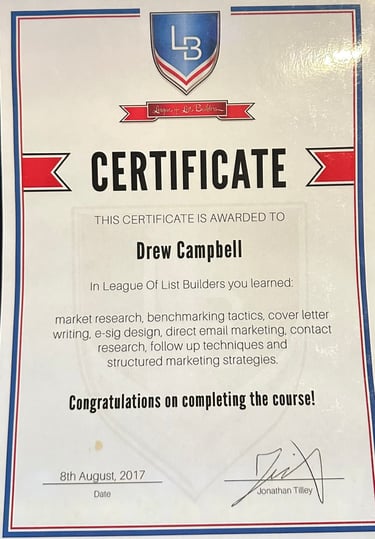 LB
League of List Builders
CERTIFICATE
THIS CERTIFICATE IS AWARDED TO
Drew Campbell
In League Of List Builders you learned:
market research, benchmarking tactics, cover letter
writing, e-sig design, direct email marketing, contact
research, follow up techniques and
structured marketing strategies.
Congratulations on completing the course!
8th August, 2017
Date
Jonathan Tilley